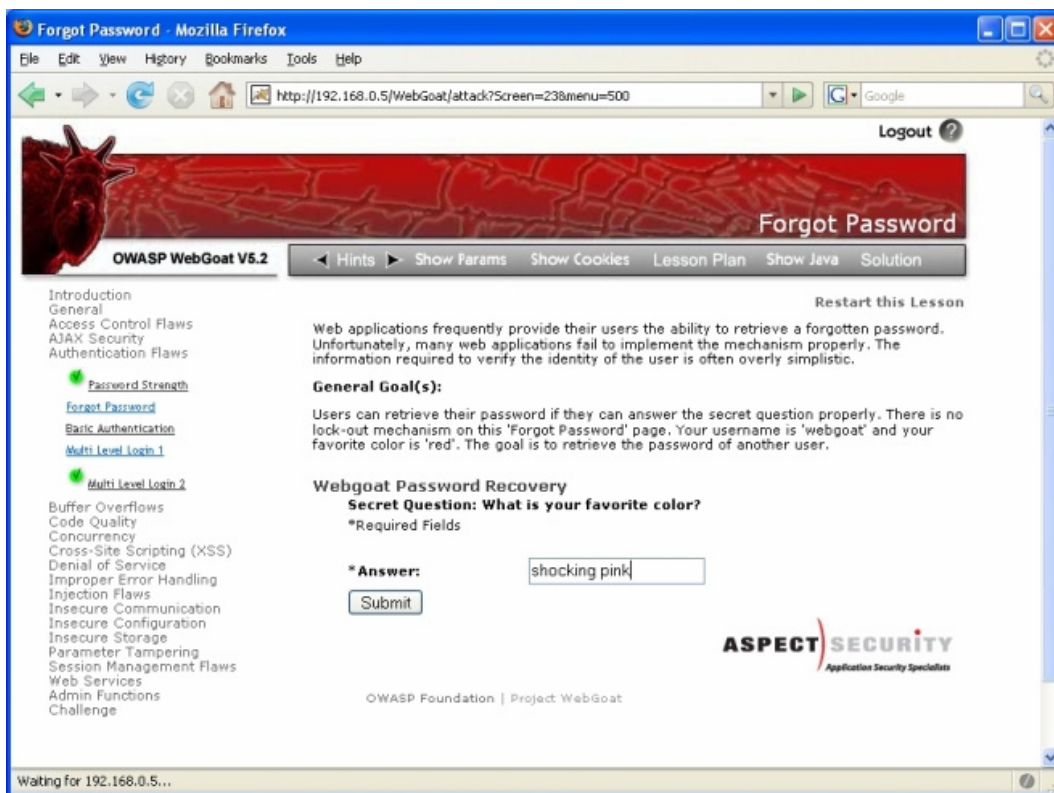 Forgot Password - Mozilla Firefox
File Edit View History Bookmarks Tools Help
http://192.168.0.5/WebGoat/attack?Screen=23&menu=500
G Google
Logout ?
Forgot Password
OWASP WebGoat V5.2
Hints Show Params Show Cookies Lesson Plan Show Java Solution
Introduction
General
Access Control Flaws
AJAX Security
Authentication Flaws
Password Strength
Forgot Password
Basic Authentication
Multi Level Login 1
Multi Level Login 2
Buffer Overflows
Code Quality
Concurrency
Cross-Site Scripting (XSS)
Denial of Service
Improper Error Handling
Injection Flaws
Insecure Communication
Insecure Configuration
Insecure Storage
Parameter Tampering
Session Management Flaws
Web Services
Admin Functions
Challenge
Restart this Lesson
Web applications frequently provide their users the ability to retrieve a forgotten password.
Unfortunately, many web applications fail to implement the mechanism properly. The
information required to verify the identity of the user is often overly simplistic.
General Goal(s):
Users can retrieve their password if they can answer the secret question properly. There is no
lock-out mechanism on this 'Forgot Password' page. Your username is 'webgoat' and your
favorite color is 'red'. The goal is to retrieve the password of another user.
Webgoat Password Recovery
Secret Question: What is your favorite color?
*Required Fields
*Answer: shocking pink
Submit
ASPECT SECURITY
Application Security Specialists
OWASP Foundation | Project WebGoat
Waiting for 192.168.0.5...